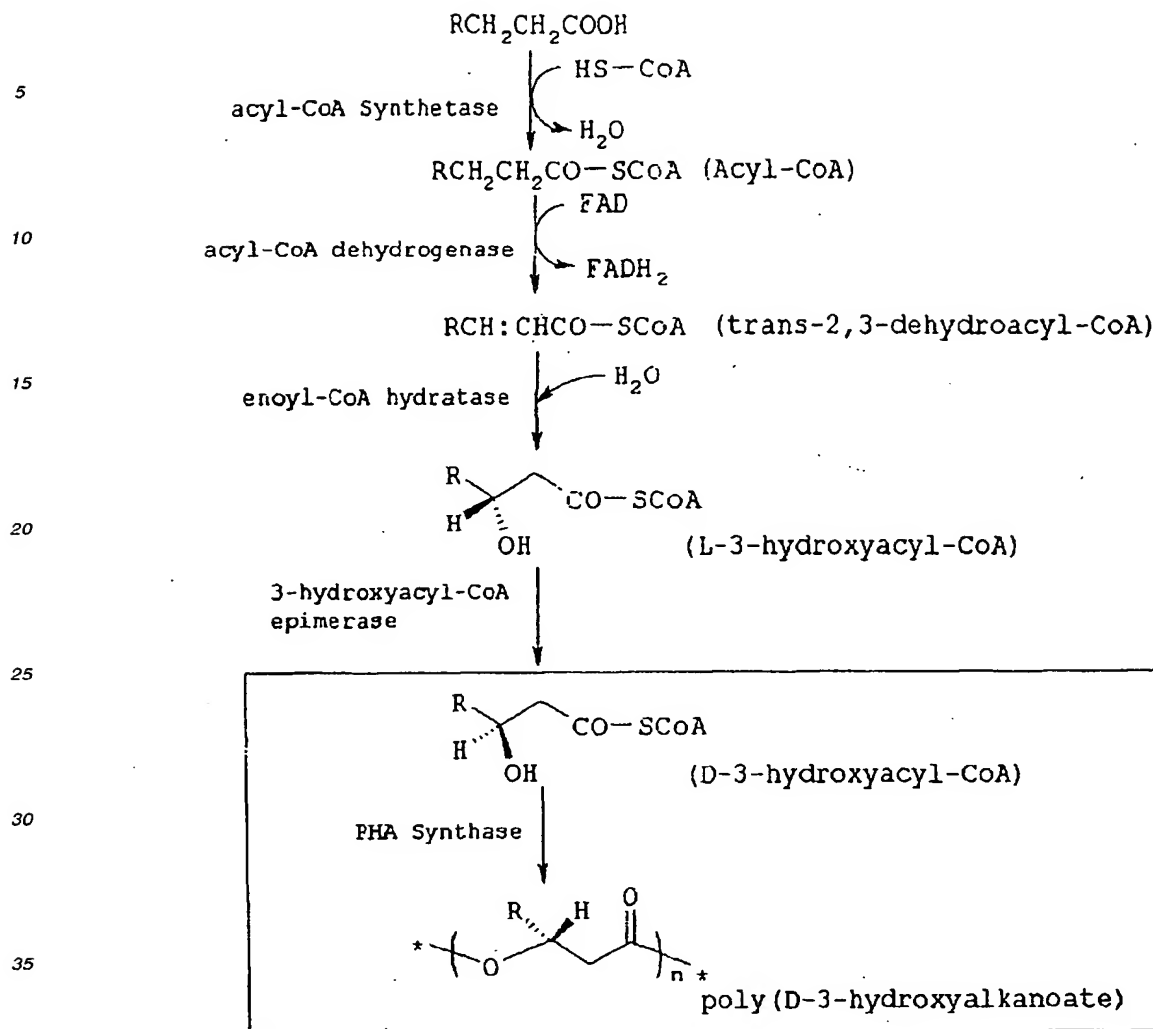 RCH₂CH₂COOH
HS—CoA
5
acyl-CoA Synthetase
H₂O
RCH₂CH₂CO—SCoA (Acyl-CoA)
FAD
10
acyl-CoA dehydrogenase
FADH₂
RCH:CHCO—SCoA (trans-2,3-dehydroacyl-CoA)
15
H₂O
enoyl-CoA hydratase
R
CO—SCoA
H
20
OH
(L-3-hydroxyacyl-CoA)
3-hydroxyacyl-CoA
epimerase
25
R
CO—SCoA
H
OH
(D-3-hydroxyacyl-CoA)
30
PHA Synthase
O
R
H
*
(
O
)n *
35
poly(D-3-hydroxyalkanoate)